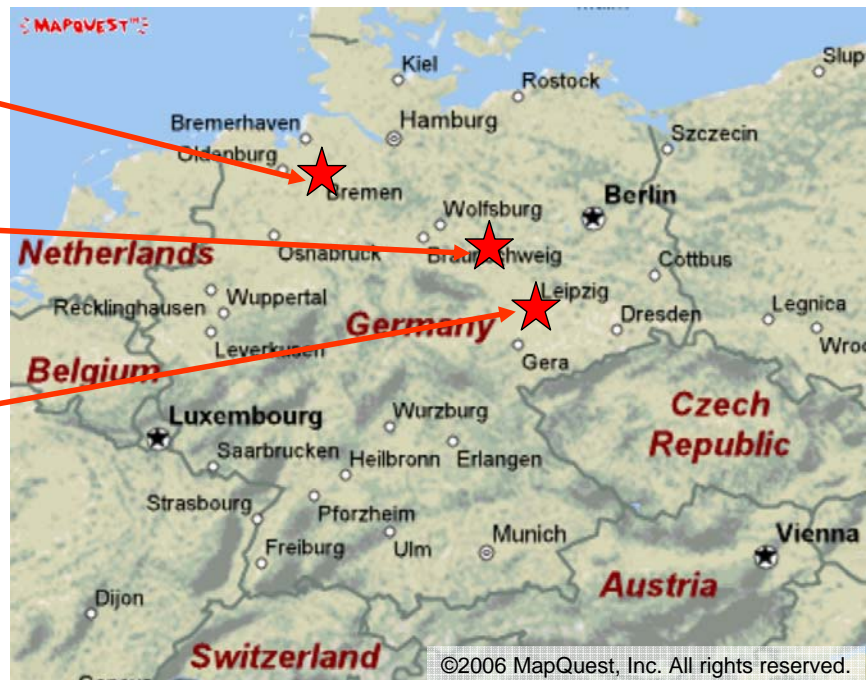 MAPQUEST
Kiel
Rostock
Slup
Bremerhaven
Hamburg
Szczecin
Oldenburg
Bremen
Berlin
Wolfsburg
Netherlands
Osnabruck
Braunschweig
Cottbus
Recklinghausen
Wuppertal
Leipzig
Legnica
Germany
Dresden
Wroc
Leverkusen
Gera
Belgium
Luxembourg
Wurzburg
Czech
Republic
Saarbrucken
Heilbronn
Erlangen
Strasbourg
Pforzheim
Munich
Vienna
Freiburg
Ulm
Austria
Dijon
Switzerland
©2006 MapQuest, Inc. All rights reserved.